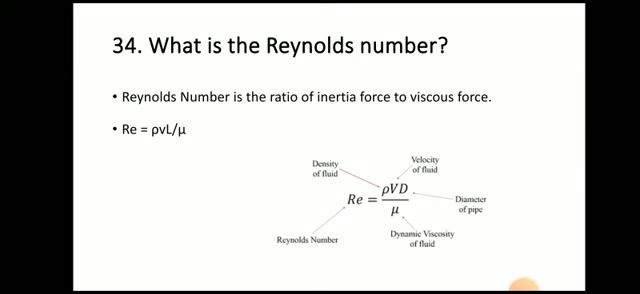 34. What is the Reynolds number?
• Reynolds Number is the ratio of inertia force to viscous force.
• Re = ρvL/μ
Density
of fluid
Velocity
of fluid
Re = ρVD / μ
Diameter
of pipe
Reynolds Number
Dynamic Viscosity
of fluid